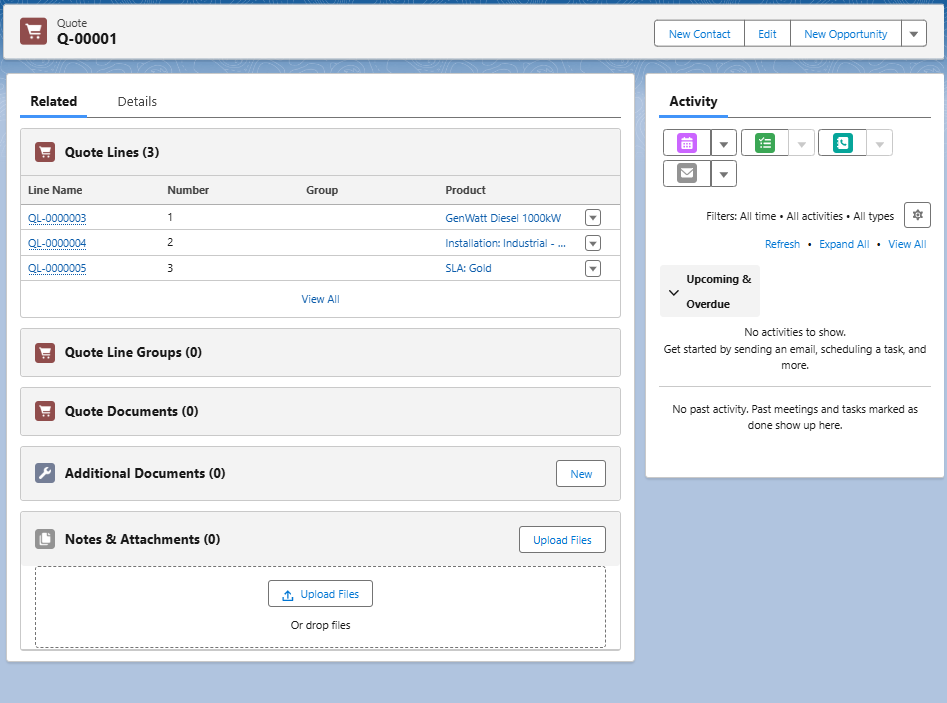 Quote
Q-00001
New Contact
Edit
New Opportunity
Related
Details
Quote Lines (3)
Line Name Number Group Product
QL-0000003 1 GenWatt Diesel 1000kW
QL-0000004 2 Installation: Industrial - ...
QL-0000005 3 SLA: Gold
View All
Quote Line Groups (0)
Quote Documents (0)
Additional Documents (0)
New
Notes & Attachments (0)
Upload Files
Upload Files
Or drop files
Activity
Filters: All time • All activities • All types
Refresh • Expand All • View All
Upcoming &
Overdue
No activities to show.
Get started by sending an email, scheduling a task, and
more.
No past activity. Past meetings and tasks marked as
done show up here.